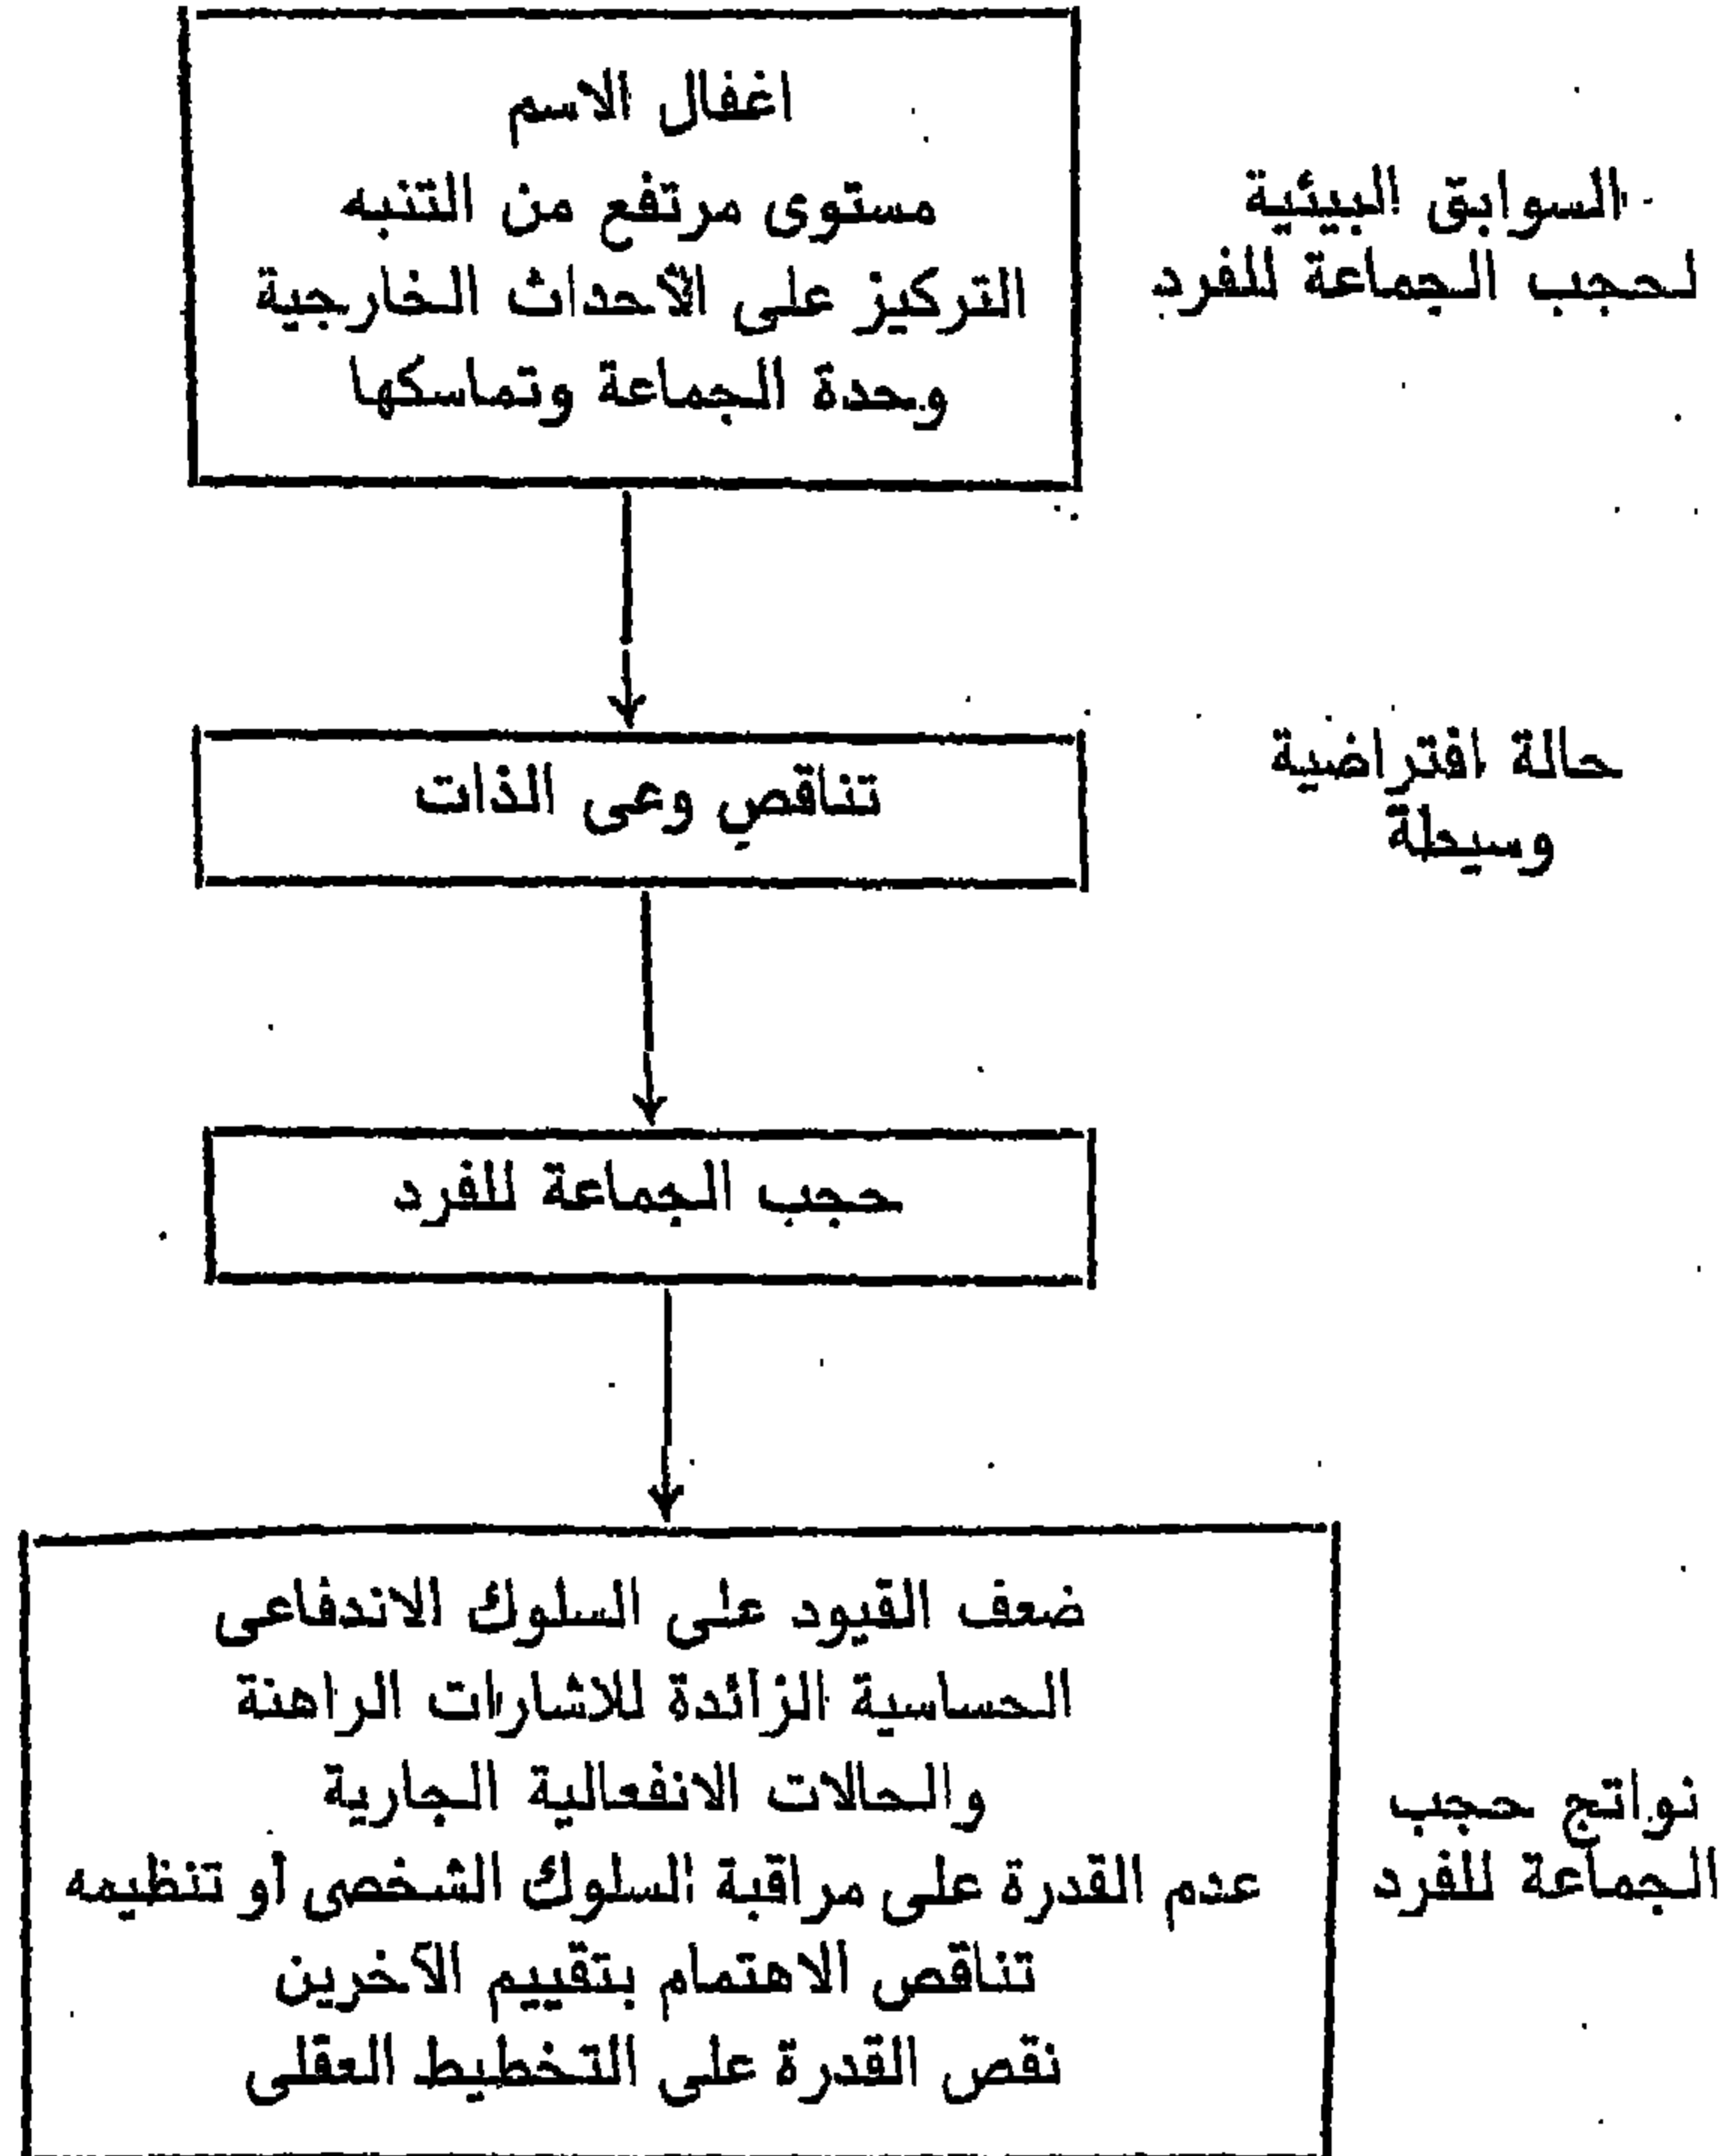 السوابق البيئية
لحجب الجماعة للفرد
اغفال الاسم
مستوى مرتفع من التنبه
التركيز على الأحداث الخارجية
وحدة الجماعة وتماسكها
حالة افتراضية
وسيطة
تناقص وعى الذات
حجب الجماعة للفرد
نواتج حجب
الجماعة للفرد
ضعف القيود على السلوك الاندفاعى
الحساسية الزائدة للاشارات الراهنة
والحالات الانفعالية الجارية
عدم القدرة على مراقبة السلوك الشخصى أو تنظيمه
تناقص الاهتمام بتقييم الآخرين
نقص القدرة على التخطيط العقلى